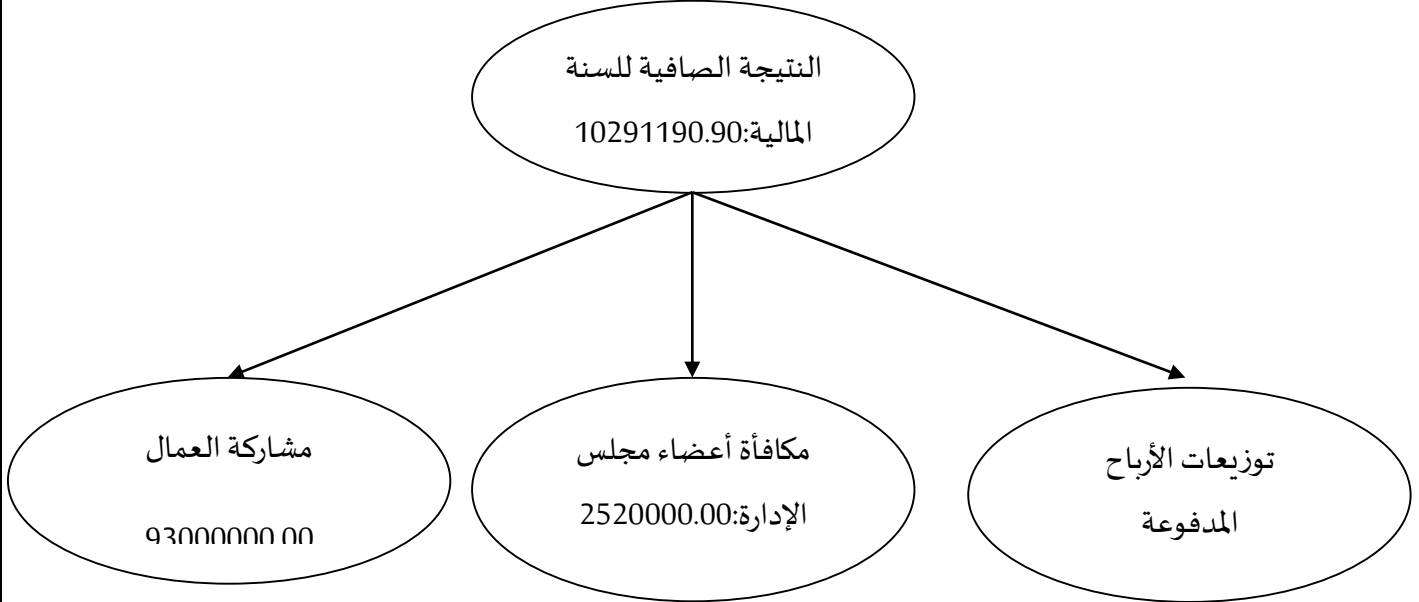 النتيجة الصافية للسنة
المالية:10291190.90
توزيعات الأرباح
المدفوعة
مكافأة أعضاء مجلس
الإدارة:2520000.00
مشاركة العمال
93000000.00